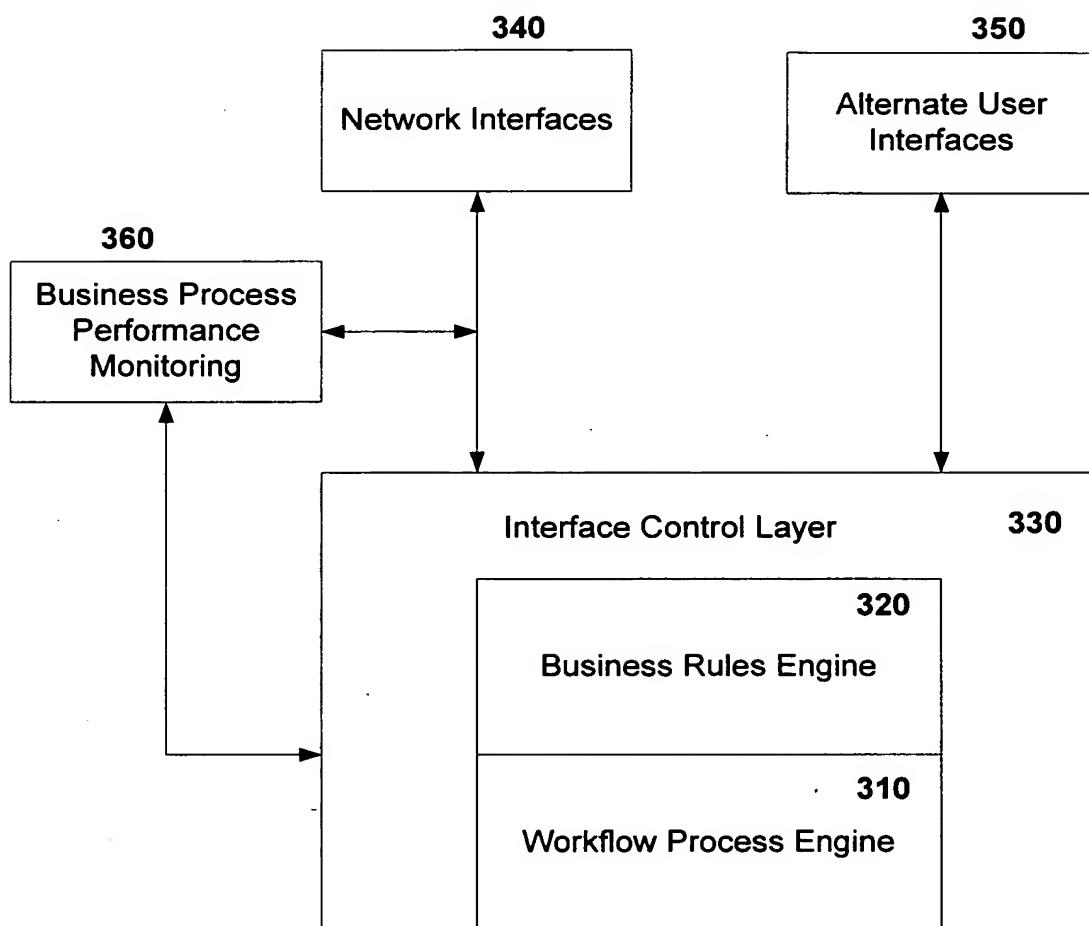 340
Network Interfaces
350
Alternate User
Interfaces
360
Business Process
Performance
Monitoring
Interface Control Layer
330
320
Business Rules Engine
310
Workflow Process Engine